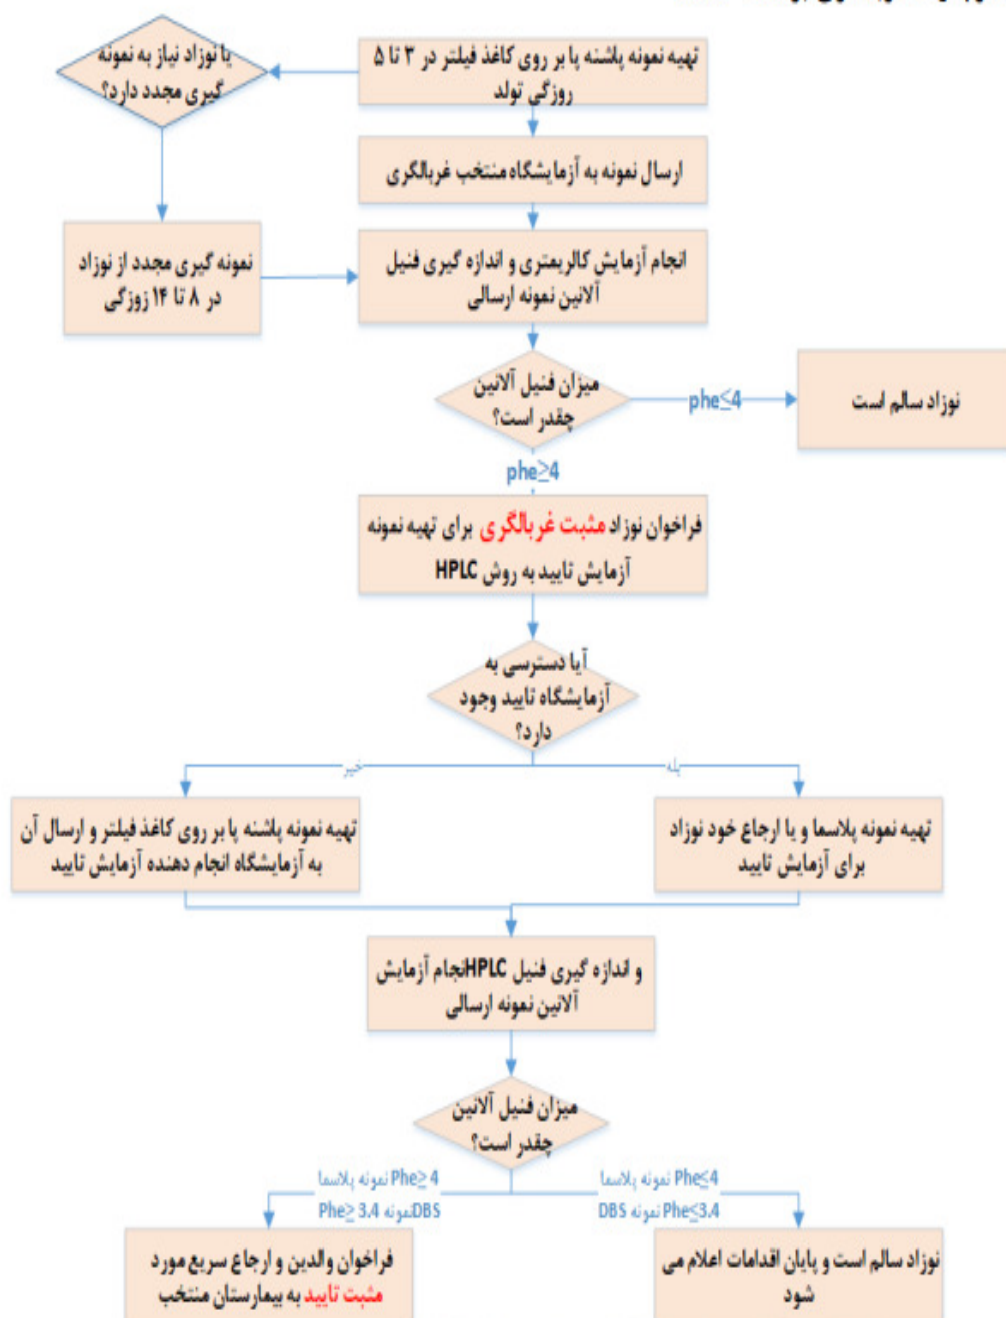 تهیه نمونه پاشنه پا بر روی کاغذ فیلتر در ۳ تا ۵
روزگی تولد
یا نوزاد نیاز به نمونه
گیری مجدد دارد؟
ارسال نمونه به آزمایشگاه منتخب غربالگری
نمونه گیری مجدد از نوزاد
در ۸ تا ۱۴ زوزگی
انجام آزمایش کالریمتری و اندازه گیری فنیل
آلانین نمونه ارسالی
میزان فنیل آلانین
چقدر است؟
phe≤4
نوزاد سالم است
phe≥4
فراخوان نوزاد مثبت غربالگری برای تهیه نمونه
آزمایش تایید به روش HPLC
آیا دسترسی به
آزمایشگاه تایید وجود
دارد؟
بله
خیر
تهیه نمونه پلاسما و یا ارجاع خود نوزاد
برای آزمایش تایید
تهیه نمونه پاشنه پا بر روی کاغذ فیلتر و ارسال آن
به آزمایشگاه انجام دهنده آزمایش تایید
و اندازه گیری فنیل HPLCانجام آزمایش
آلانین نمونه ارسالی
میزان فنیل آلانین
چقدر است؟
Phe≤4 نمونه پلاسما
Phe≤3.4 نمونه DBS
Phe≥ 4 نمونه پلاسما
DBSنمونه Phe≥ 3.4
نوزاد سالم است و پایان اقدامات اعلام می
شود
فراخوان والدین و ارجاع سریع مورد
مثبت تایید به بیمارستان منتخب